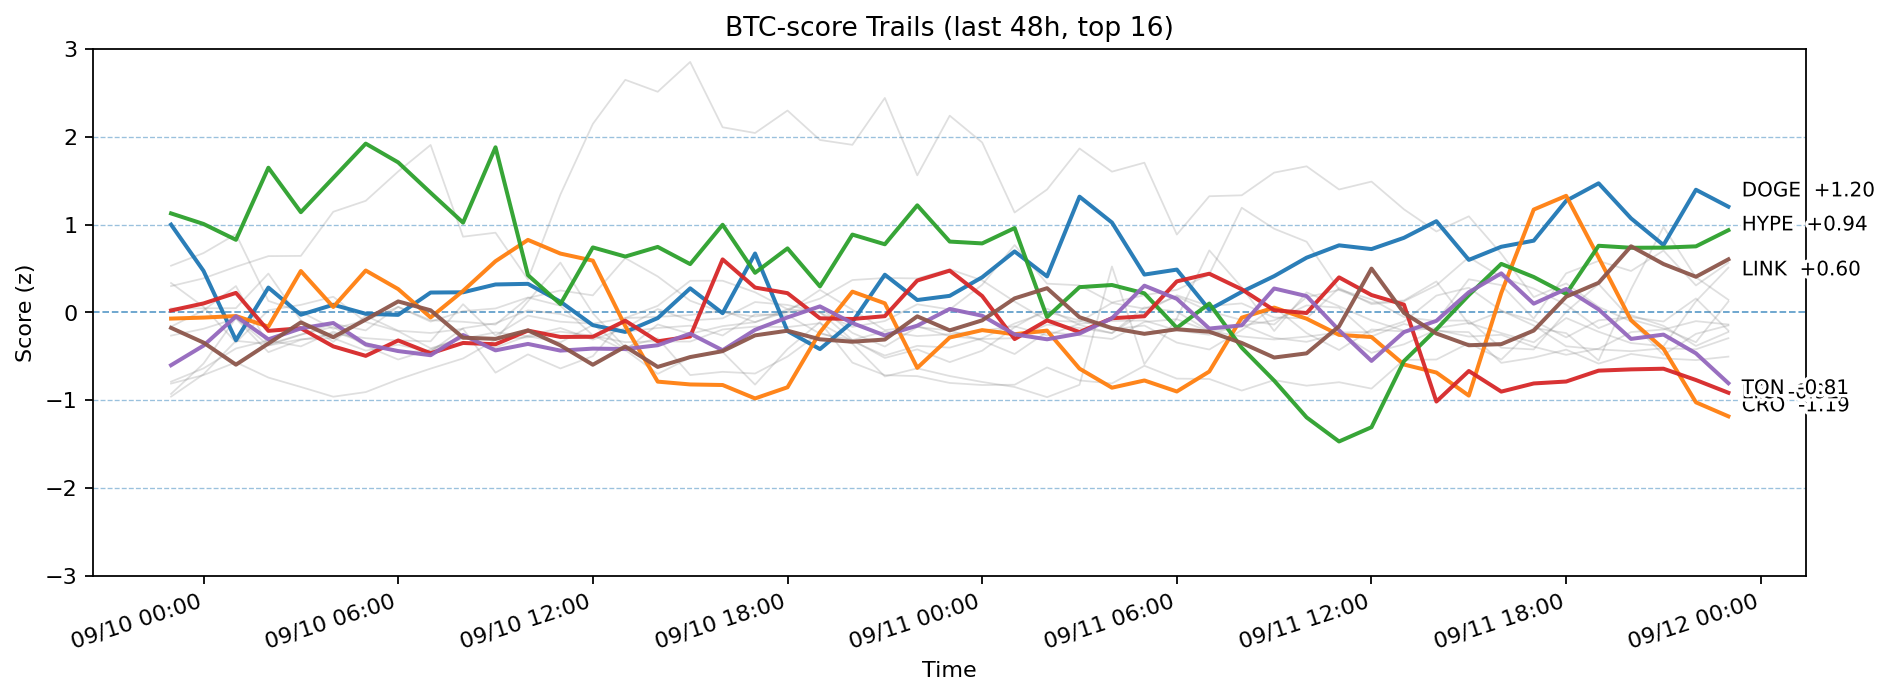 BTC-score Trails (last 48h, top 16)
3
2
1
0
−1
−2
−3
Score (z)
DOGE +1.20
HYPE +0.94
LINK +0.60
TON -0.81
CRO -1.19
09/10 00:00
09/10 06:00
09/10 12:00
09/10 18:00
09/11 00:00
09/11 06:00
09/11 12:00
09/11 18:00
09/12 00:00
Time